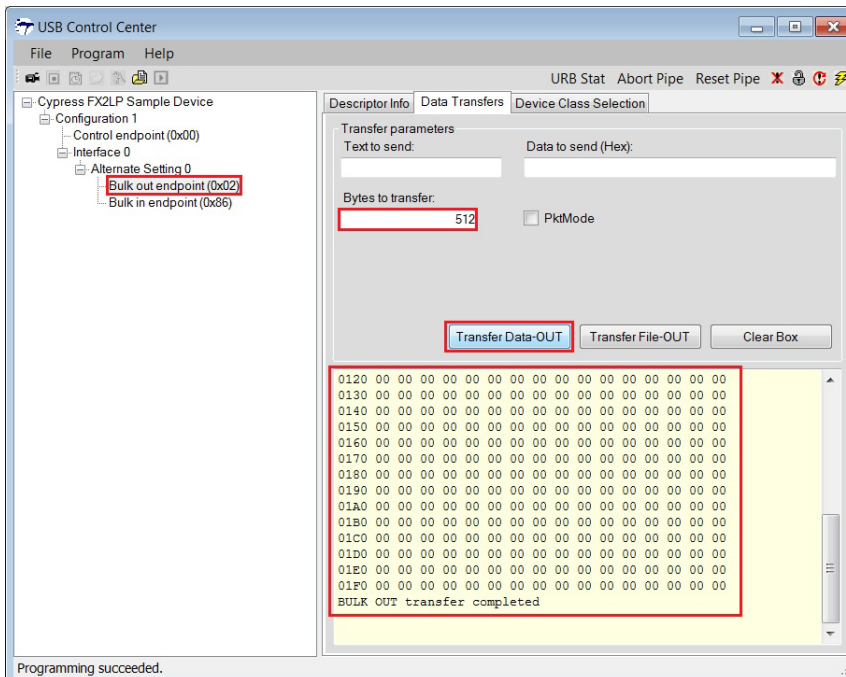 USB Control Center
File Program Help
URB Stat Abort Pipe Reset Pipe
Cypress FX2LP Sample Device
Configuration 1
Control endpoint (0x00)
Interface 0
Alternate Setting 0
Bulk out endpoint (0x02)
Bulk in endpoint (0x86)
Descriptor Info Data Transfers Device Class Selection
Transfer parameters
Text to send: Data to send (Hex):
Bytes to transfer:
512 PktMode
Transfer Data-OUT Transfer File-OUT Clear Box
0120 00 00 00 00 00 00 00 00 00 00 00 00 00 00 00 00
0130 00 00 00 00 00 00 00 00 00 00 00 00 00 00 00 00
0140 00 00 00 00 00 00 00 00 00 00 00 00 00 00 00 00
0150 00 00 00 00 00 00 00 00 00 00 00 00 00 00 00 00
0160 00 00 00 00 00 00 00 00 00 00 00 00 00 00 00 00
0170 00 00 00 00 00 00 00 00 00 00 00 00 00 00 00 00
0180 00 00 00 00 00 00 00 00 00 00 00 00 00 00 00 00
0190 00 00 00 00 00 00 00 00 00 00 00 00 00 00 00 00
01A0 00 00 00 00 00 00 00 00 00 00 00 00 00 00 00 00
01B0 00 00 00 00 00 00 00 00 00 00 00 00 00 00 00 00
01C0 00 00 00 00 00 00 00 00 00 00 00 00 00 00 00 00
01D0 00 00 00 00 00 00 00 00 00 00 00 00 00 00 00 00
01E0 00 00 00 00 00 00 00 00 00 00 00 00 00 00 00 00
01F0 00 00 00 00 00 00 00 00 00 00 00 00 00 00 00 00
BULK OUT transfer completed
Programming succeeded.